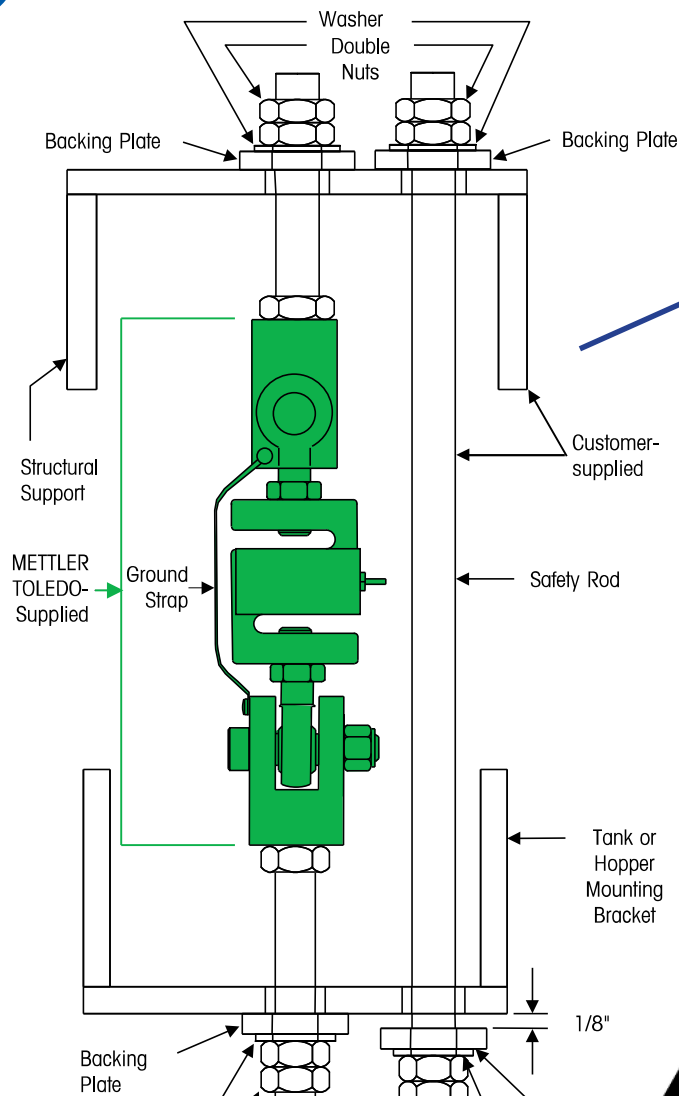 Washer
Double
Nuts
Backing Plate
Backing Plate
Structural
Support
Customer-
supplied
METTLER
TOLEDO-
Supplied
Ground
Strap
Safety Rod
Tank or
Hopper
Mounting
Bracket
1/8"
Backing
Plate